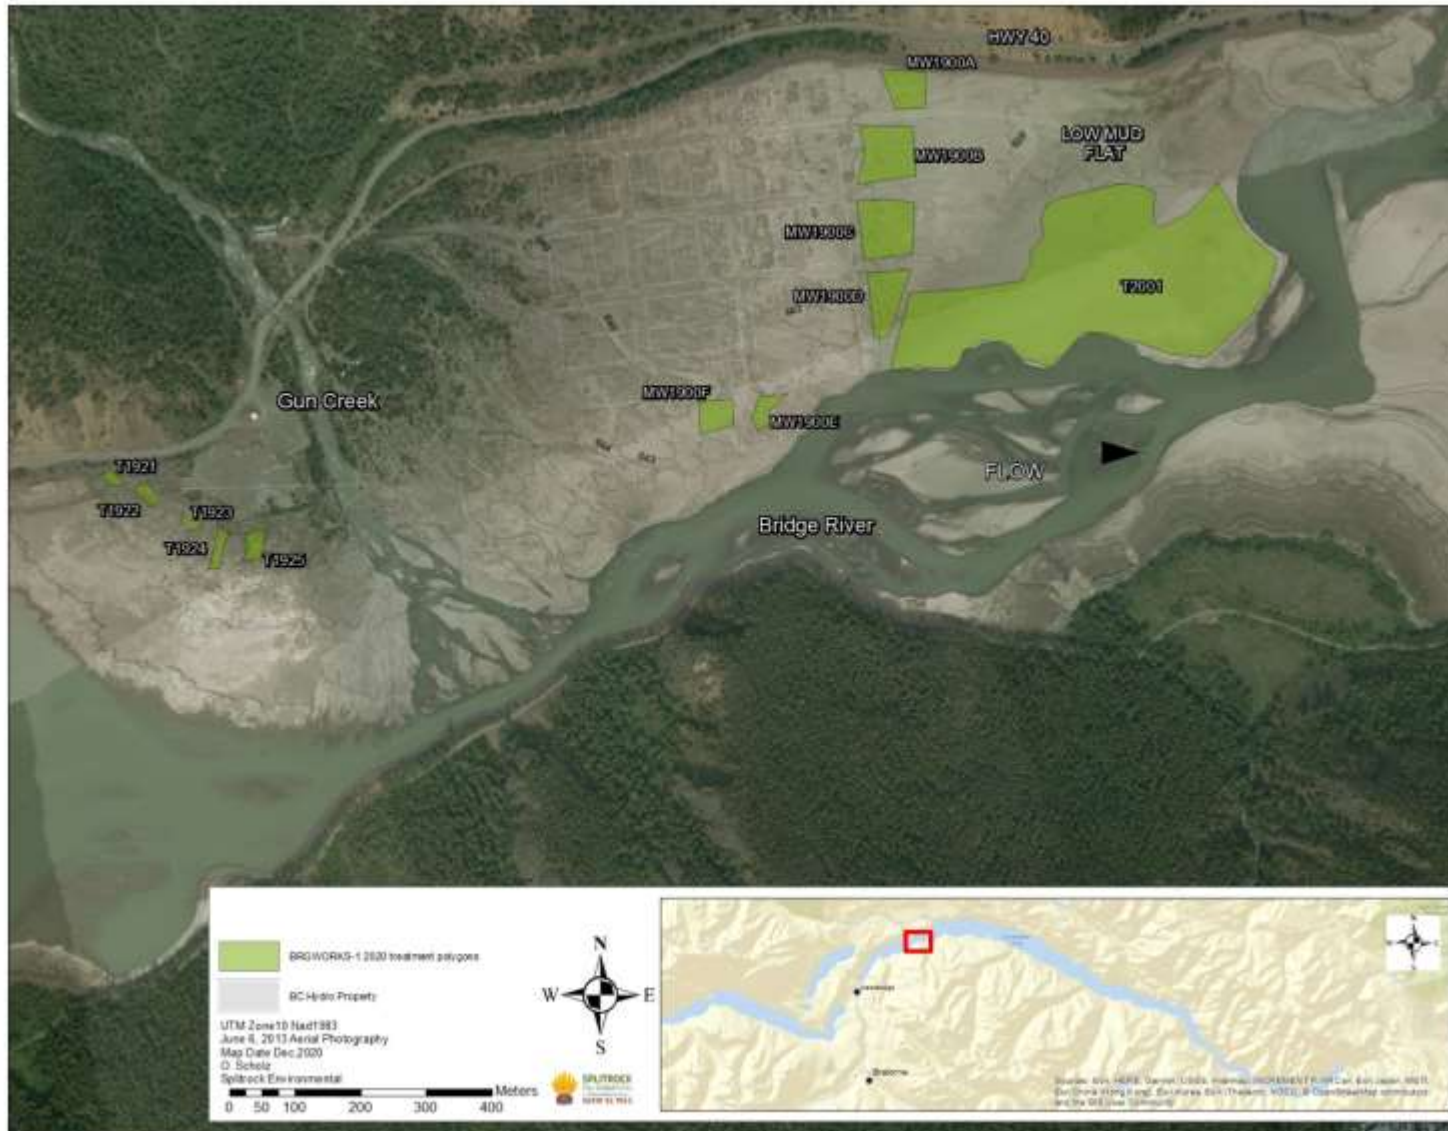 HWY 40
MW1900A
LOW MUD
FLAT
MW1900B
MW1900C
MW1900D
T2001
MW1900F
MW1900E
Gun Creek
T1921
T1922
T1923
T1924
T1925
FLOW
Bridge River
BRGWORKS-1 2020 treatment polygons
BC Hydro Property
UTM Zone10 Nad1983
June 6, 2013 Aerial Photography
Map Date Dec.2020
O. Scholz
Splitrock Environmental
0 50 100 200 300 400 Meters
N
W E
S
SPLITROCK
N
Bralorne